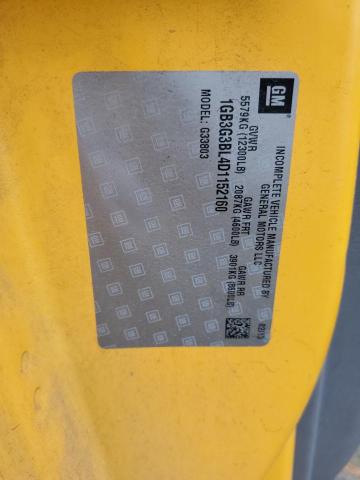 GM
INCOMPLETE VEHICLE MANUFACTURED BY
GENERAL MOTORS LLC
GVWR GAWR FRT GAWR RR
5579KG (12300LB) 2087KG (4600LB) 3901KG (8600LB)
1GB3G3BL4D1152160
MODEL: G33803